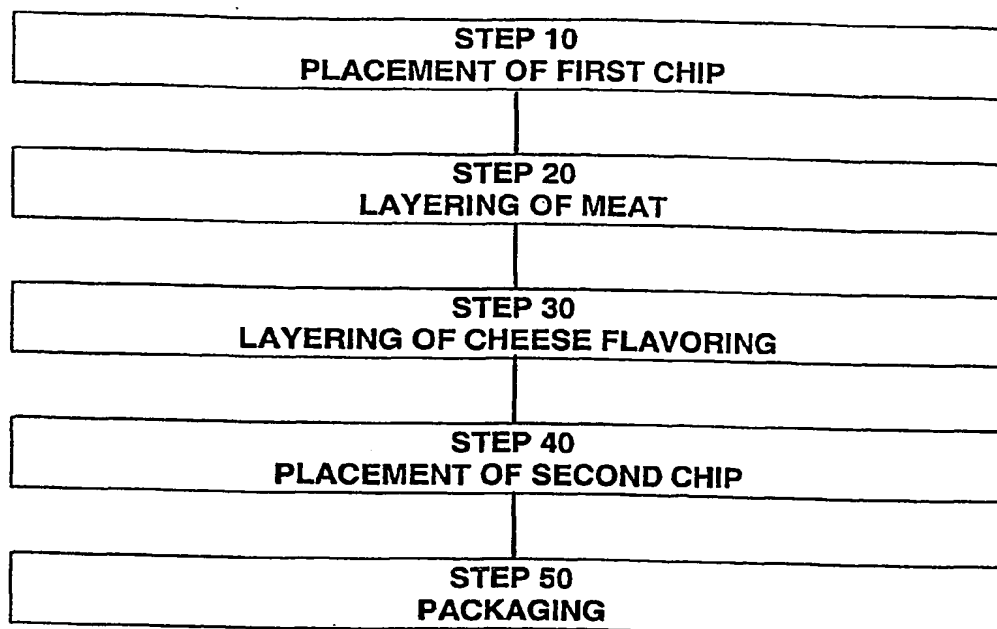 STEP 10
PLACEMENT OF FIRST CHIP
STEP 20
LAYERING OF MEAT
STEP 30
LAYERING OF CHEESE FLAVORING
STEP 40
PLACEMENT OF SECOND CHIP
STEP 50
PACKAGING